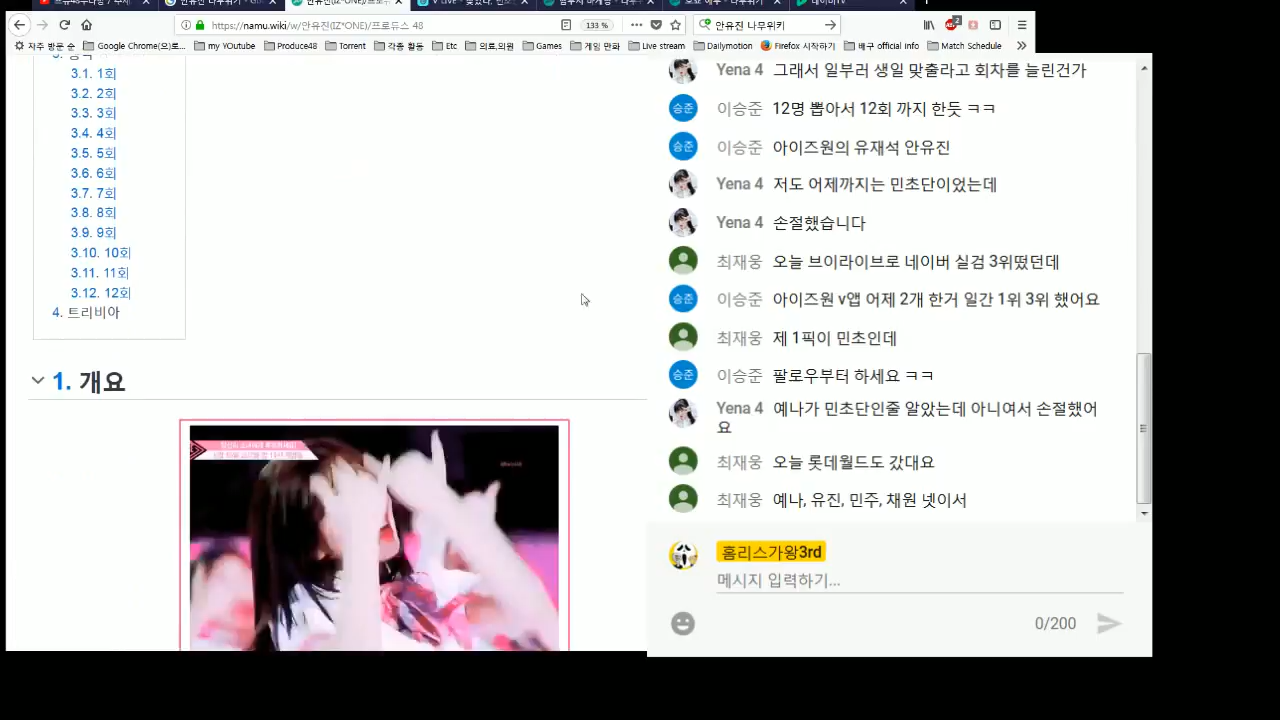 안유진(IZ*ONE)/프로듀스
https://namu.wiki/w/안유진(IZ*ONE)/프로듀스 48
133 %
안유진 나무위키
2
자주 방문 순
Google Chrome(으)로...
my YOutube
Produce48
Torrent
각종 활동
Etc
의료,의원
Games
게임 만화
Live stream
Dailymotion
Firefox 시작하기
배구 official info
Match Schedule
3.1. 1회
3.2. 2회
3.3. 3회
3.4. 4회
3.5. 5회
3.6. 6회
3.7. 7회
3.8. 8회
3.9. 9회
3.10. 10회
3.11. 11회
3.12. 12회
4. 트리비아
1. 개요
Yena 4 그래서 일부러 생일 맞출라고 회차를 늘린건가
승준 이승준 12명 뽑아서 12회 까지 한듯 ㅋㅋ
승준 이승준 아이즈원의 유재석 안유진
Yena 4 저도 어제까지는 민초단이었는데
Yena 4 손절했습니다
최재웅 오늘 브이라이브로 네이버 실검 3위떴던데
승준 이승준 아이즈원 v앱 어제 2개 한거 일간 1위 3위 했어요
최재웅 제 1픽이 민초인데
승준 이승준 팔로우부터 하세요 ㅋㅋ
Yena 4 예나가 민초단인줄 알았는데 아니여서 손절했어
요
최재웅 오늘 롯데월드도 갔대요
최재웅 예나, 유진, 민주, 채원 넷이서
홈리스가왕3rd
메시지 입력하기...
0/200